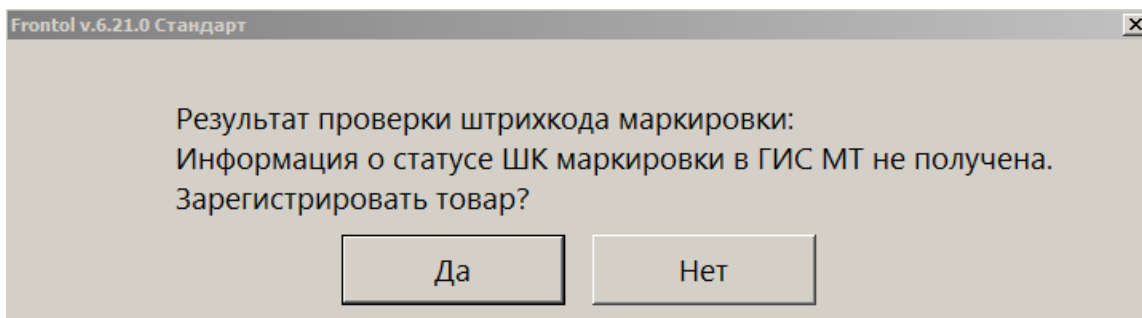 Frontol v.6.21.0 Стандарт
Результат проверки штрихкода маркировки:
Информация о статусе ШК маркировки в ГИС МТ не получена.
Зарегистрировать товар?
Да Нет